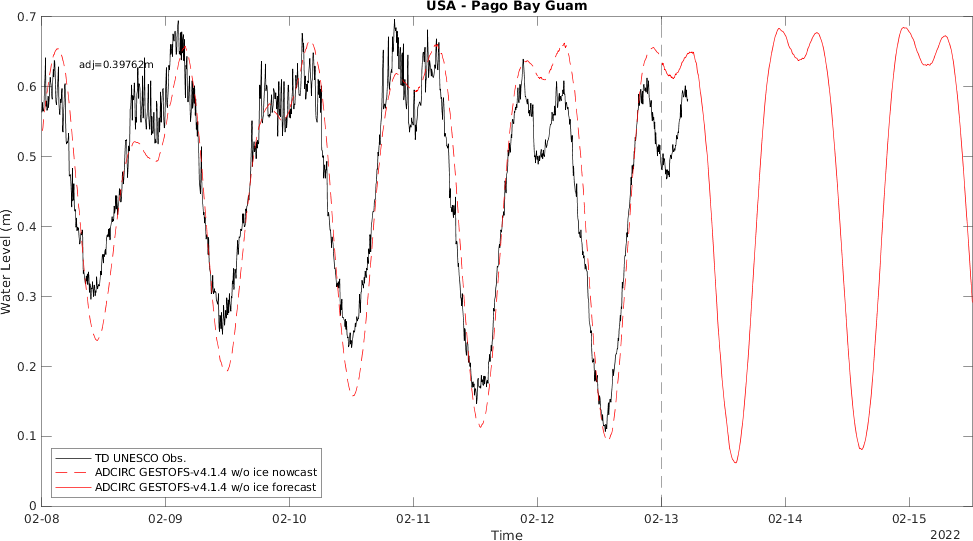 USA - Pago Bay Guam
0.7
adj=0.39762m
0.6
0.5
0.4
Water Level (m)
0.3
0.2
0.1
TD UNESCO Obs.
ADCIRC GESTOFS-v4.1.4 w/o ice nowcast
ADCIRC GESTOFS-v4.1.4 w/o ice forecast
0
02-08 02-09 02-10 02-11 02-12 02-13 02-14 02-15
Time
2022